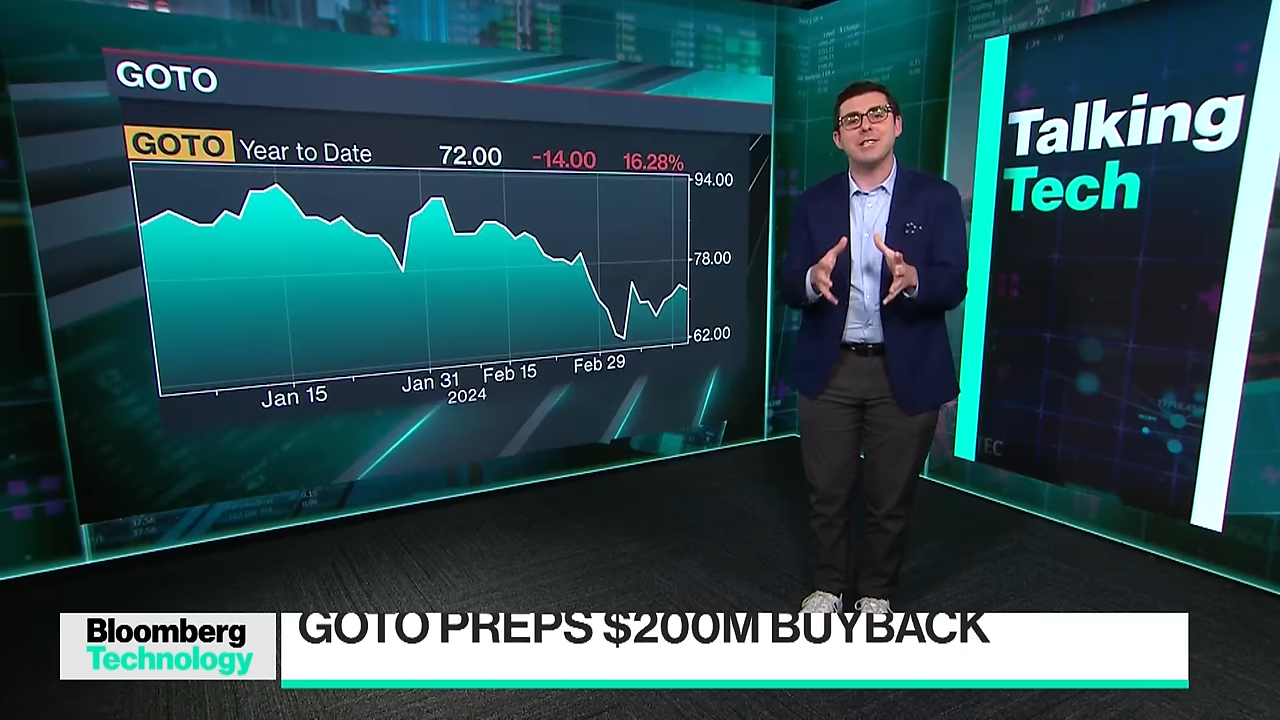 GOTO
GOTO Year to Date 72.00 -14.00 16.28%
94.00
78.00
62.00
Jan 15 Jan 31 Feb 15 Feb 29
2024
Talking
Tech
TEC
Bloomberg
Technology
GOTO PREPS $200M BUYBACK